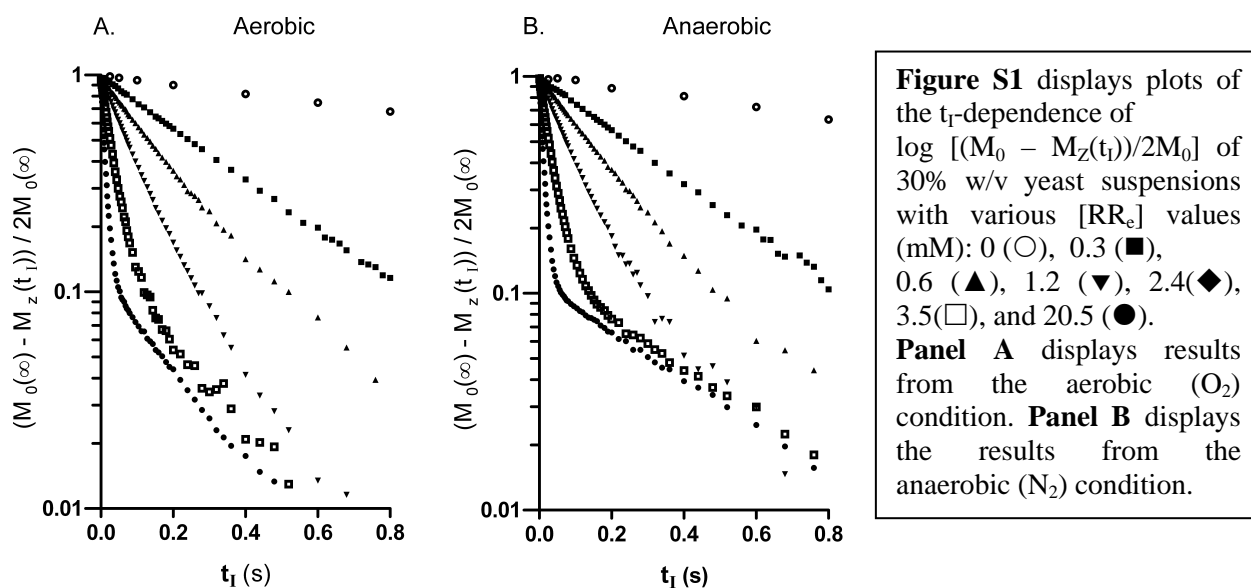 A. Aerobic
B. Anaerobic
(M₀(∞) - M_z(t_I)) / 2M₀(∞)
1
0.1
0.01
0.0 0.2 0.4 0.6 0.8
t_I (s)
(M₀(∞) - M_z(t_I)) / 2M₀(∞)
1
0.1
0.01
0.0 0.2 0.4 0.6 0.8
t_I (s)
Figure S1 displays plots of
the t_I-dependence of
log [(M₀ – M_Z(t_I))/2M₀] of
30% w/v yeast suspensions
with various [RR_e] values
(mM): 0 (○), 0.3 (■),
0.6 (▲), 1.2 (▼), 2.4(◆),
3.5(□), and 20.5 (●).
Panel A displays results
from the aerobic (O₂)
condition. Panel B displays
the results from the
anaerobic (N₂) condition.